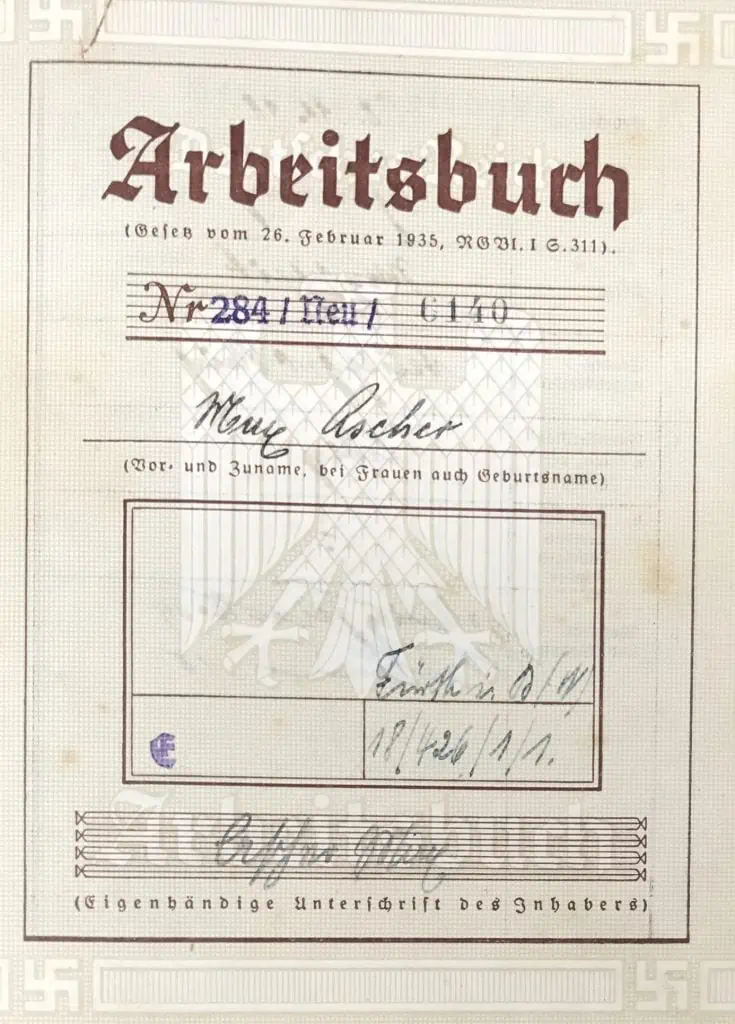 Arbeitsbuch
(Gesetz vom 26. Februar 1935, RGBl. I S. 311).
Nr 284 / Neu / 6140
Max Ascher
(Vor- und Zuname, bei Frauen auch Geburtsname)
Fürth i. B/
18/426/1/1.
€
Ascher Max
(Eigenhändige Unterschrift des Inhabers)